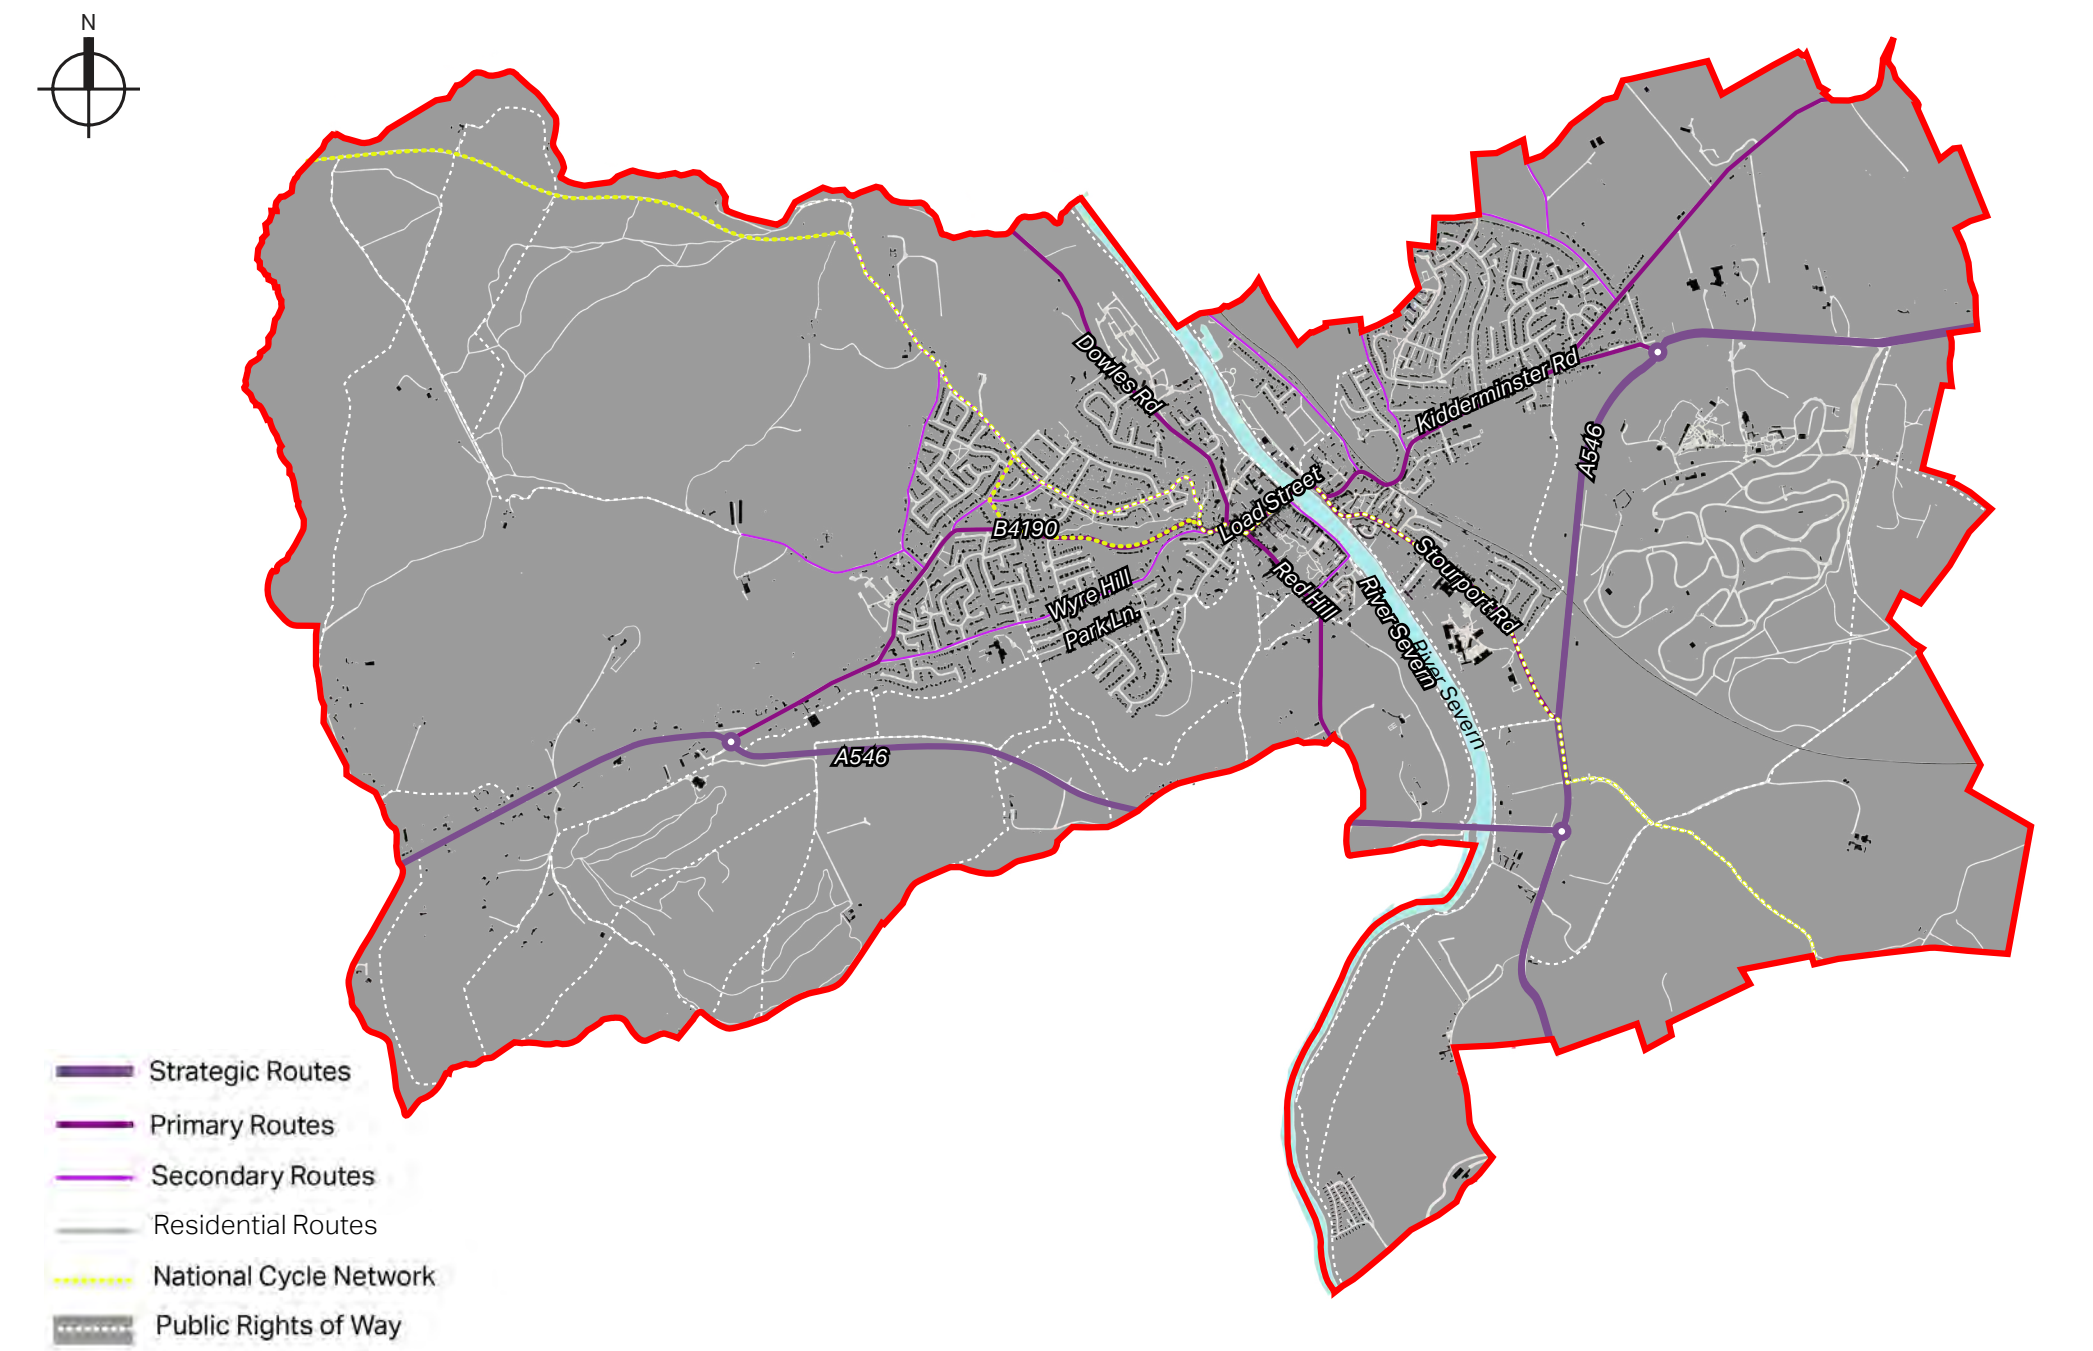 N
Dowles Rd
Kidderminster Rd
A546
Load Street
B4190
Stourport Rd
Wyre Hill
Red Hill
Park Ln.
River Severn
River Severn
A546
Strategic Routes
Primary Routes
Secondary Routes
Residential Routes
National Cycle Network
Public Rights of Way